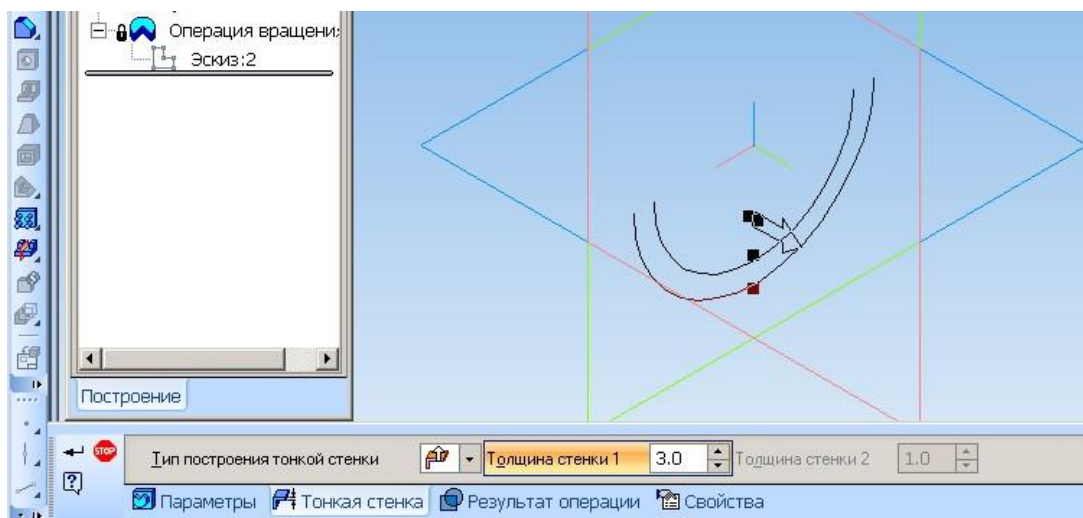 Операция вращени
Эскиз:2
Построение
STOP
Тип построения тонкой стенки Толщина стенки 1 3.0 Толщина стенки 2 1.0
Параметры Тонкая стенка Результат операции Свойства